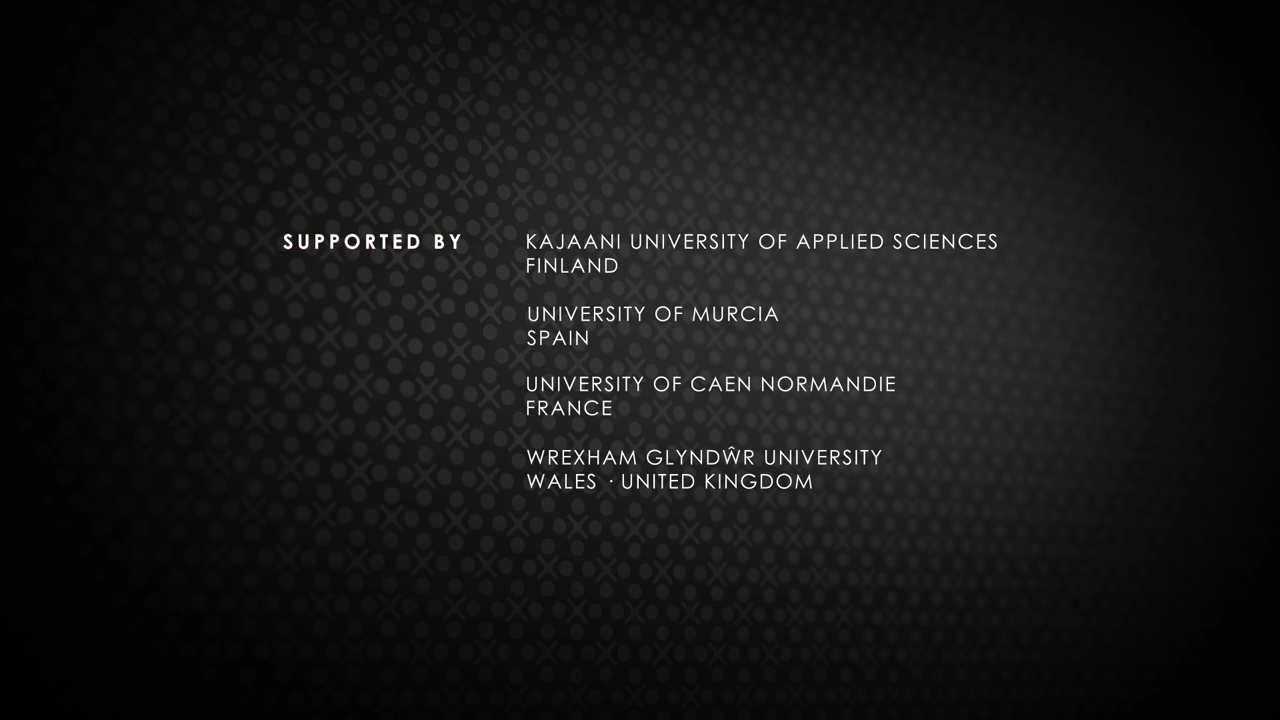 SUPPORTED BY
KAJAANI UNIVERSITY OF APPLIED SCIENCES
FINLAND
UNIVERSITY OF MURCIA
SPAIN
UNIVERSITY OF CAEN NORMANDIE
FRANCE
WREXHAM GLYNDŴR UNIVERSITY
WALES · UNITED KINGDOM